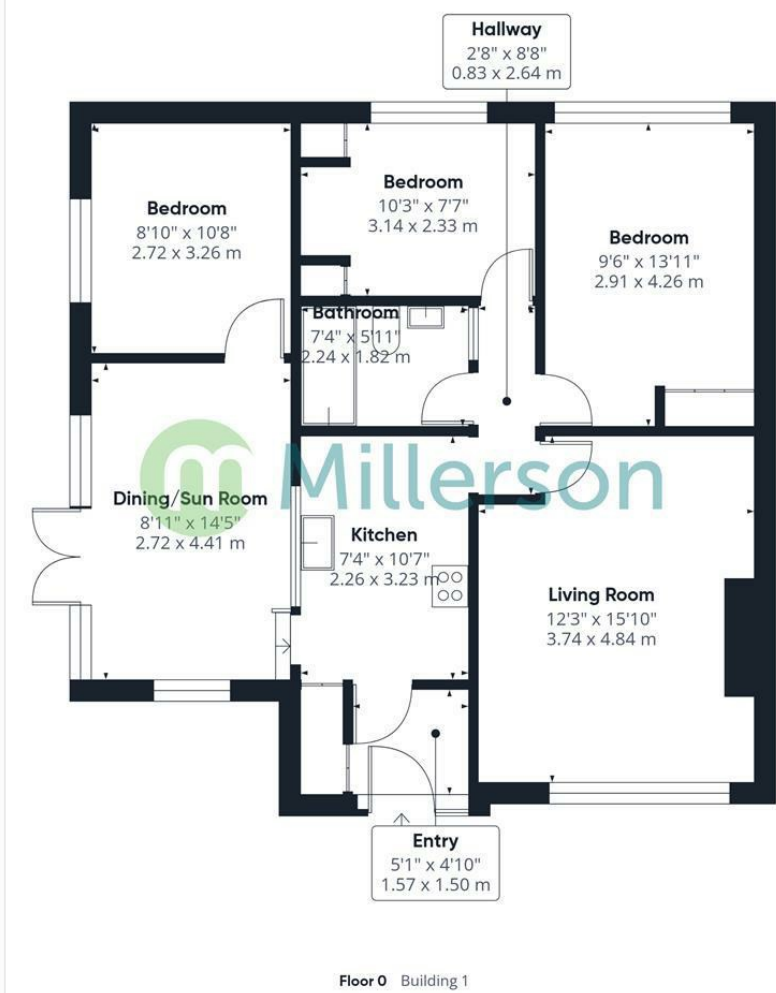 Hallway
2'8" x 8'8"
0.83 x 2.64 m
Bedroom
8'10" x 10'8"
2.72 x 3.26 m
Bedroom
10'3" x 7'7"
3.14 x 2.33 m
Bedroom
9'6" x 13'11"
2.91 x 4.26 m
Bathroom
7'4" x 5'11"
2.24 x 1.82 m
m Millerson
Dining/Sun Room
8'11" x 14'5"
2.72 x 4.41 m
Kitchen
7'4" x 10'7"
2.26 x 3.23 m
Living Room
12'3" x 15'10"
3.74 x 4.84 m
Entry
5'1" x 4'10"
1.57 x 1.50 m
Floor 0 Building 1